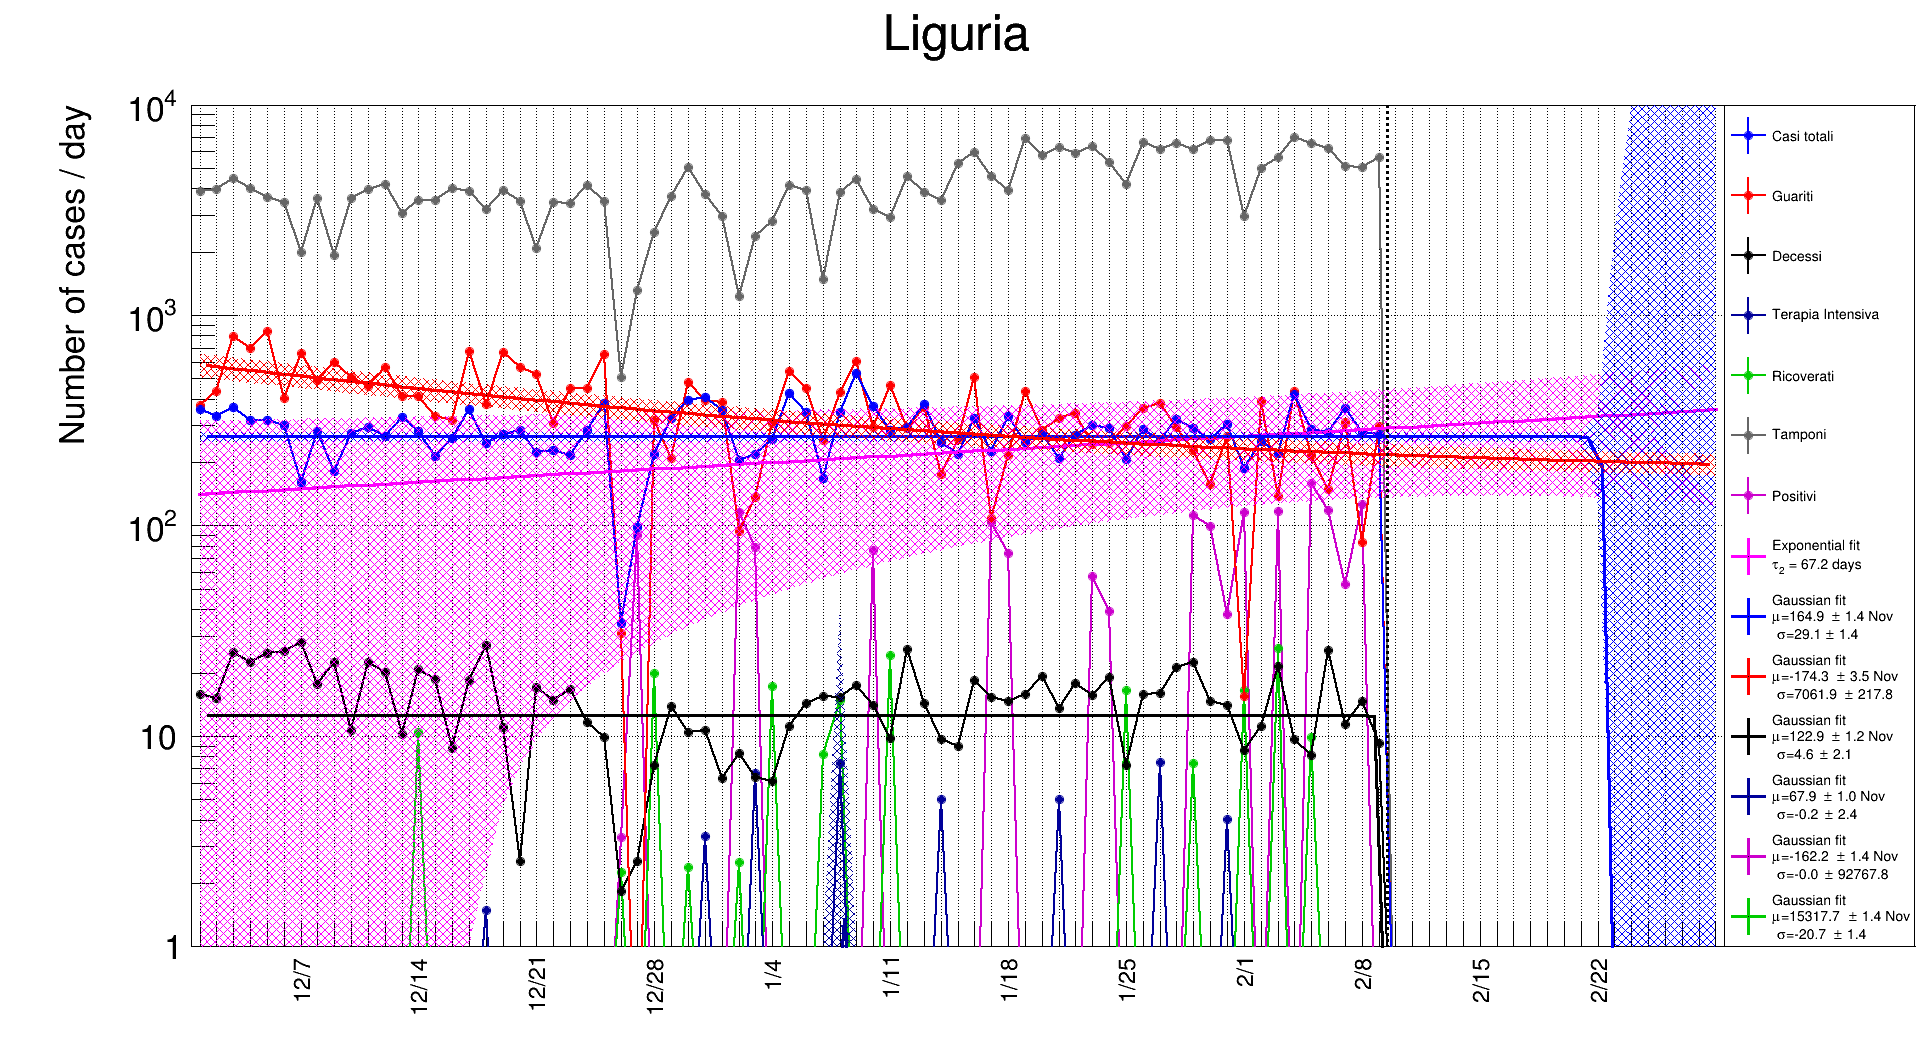 Liguria
Number of cases / day
10^4
10^3
10^2
10
1
12/7
12/14
12/21
12/28
1/4
1/11
1/18
1/25
2/1
2/8
2/15
2/22
Casi totali
Guariti
Decessi
Terapia Intensiva
Ricoverati
Tamponi
Positivi
Exponential fit
τ₂ = 67.2 days
Gaussian fit
μ=164.9 ± 1.4 Nov
σ=29.1 ± 1.4
Gaussian fit
μ=-174.3 ± 3.5 Nov
σ=7061.9 ± 217.8
Gaussian fit
μ=122.9 ± 1.2 Nov
σ=4.6 ± 2.1
Gaussian fit
μ=67.9 ± 1.0 Nov
σ=-0.2 ± 2.4
Gaussian fit
μ=-162.2 ± 1.4 Nov
σ=-0.0 ± 92767.8
Gaussian fit
μ=15317.7 ± 1.4 Nov
σ=-20.7 ± 1.4